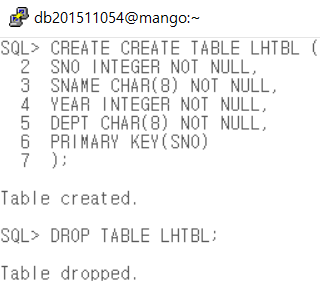 db201511054@mango:~
SQL> CREATE CREATE TABLE LHTBL (
2 SNO INTEGER NOT NULL,
3 SNAME CHAR(8) NOT NULL,
4 YEAR INTEGER NOT NULL,
5 DEPT CHAR(8) NOT NULL,
6 PRIMARY KEY(SNO)
7 );
Table created.
SQL> DROP TABLE LHTBL;
Table dropped.